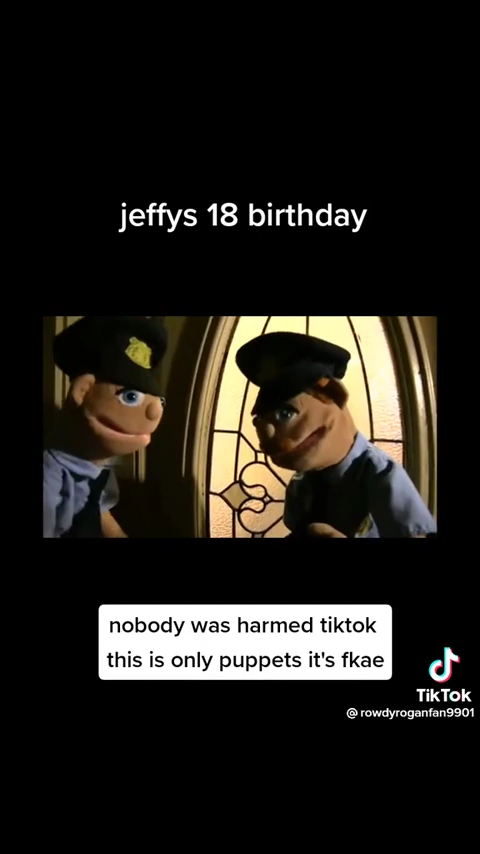 jeffys 18 birthday
nobody was harmed tiktok
this is only puppets it's fkae
TikTok
@rowdyroganfan9901